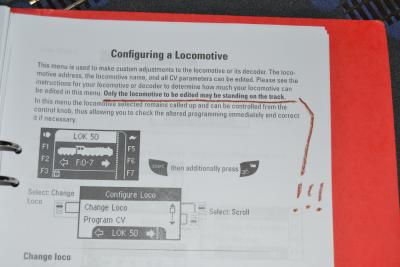 Configuring a Locomotive
This menu is used to make custom adjustments to the locomotive or its decoder. The loco-
motive address, the locomotive name, and all CV parameters can be edited. Please see the
instructions for your locomotive or decoder to determine how much your locomotive can
be edited in this menu. Only the locomotive to be edited may be standing on the track.
In this menu the locomotive selected remains called up and can be controlled from the
control knob, thus allowing you to check the altered programming immediately and correct
it if necessary.
LOK 50
F1
F2
F3
F:0-7
F5
F6
F7
then additionally press
Select: Change
Loco
Configure Loco
Change Loco
Program CV
LOK 50
Select: Scroll
!!!
Change loco